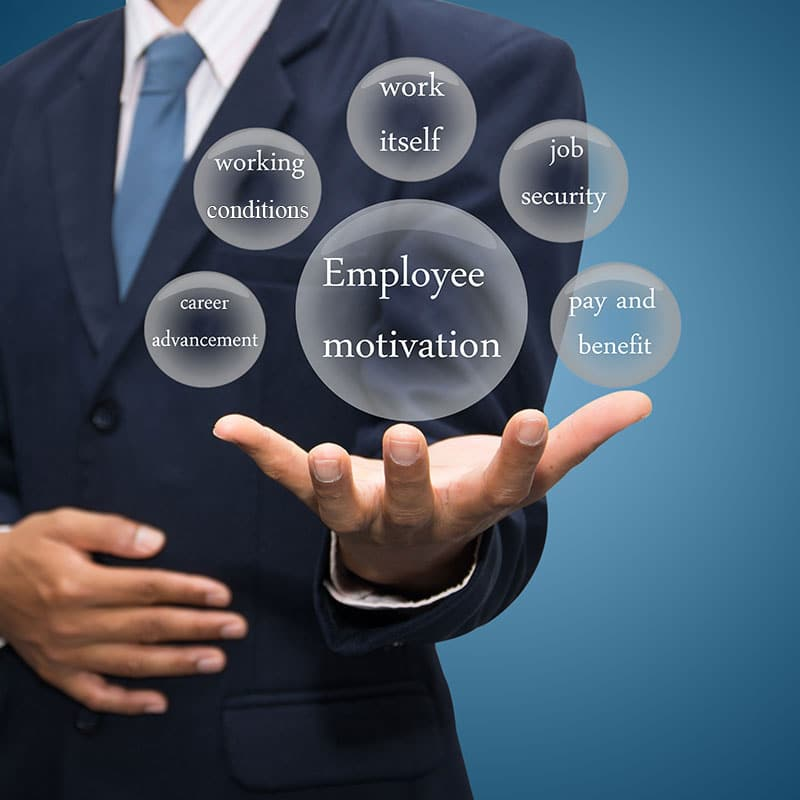 work
itself
working
conditions
job
security
Employee
motivation
career
advancement
pay and
benefit